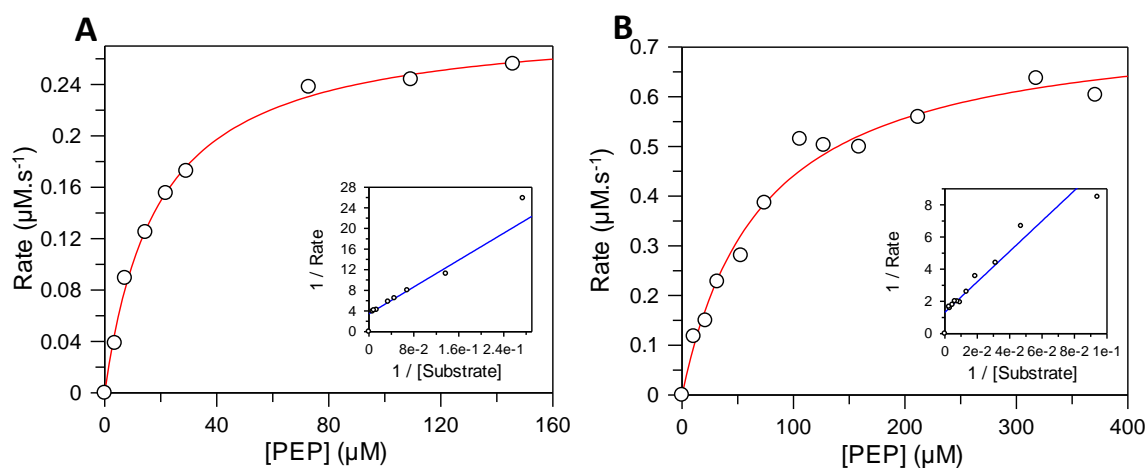 A
Rate (µM.s-1)
0.24
0.2
0.16
0.12
0.08
0.04
0
0 40 80 120 160
[PEP] (µM)
1 / Rate
28
24
20
16
12
8
4
0
0 8e-2 1.6e-1 2.4e-1
1 / [Substrate]
B
Rate (µM.s-1)
0.7
0.6
0.5
0.4
0.3
0.2
0.1
0
0 100 200 300 400
[PEP] (µM)
1 / Rate
8
6
4
2
0
0 2e-2 4e-2 6e-2 8e-2 1e-1
1 / [Substrate]